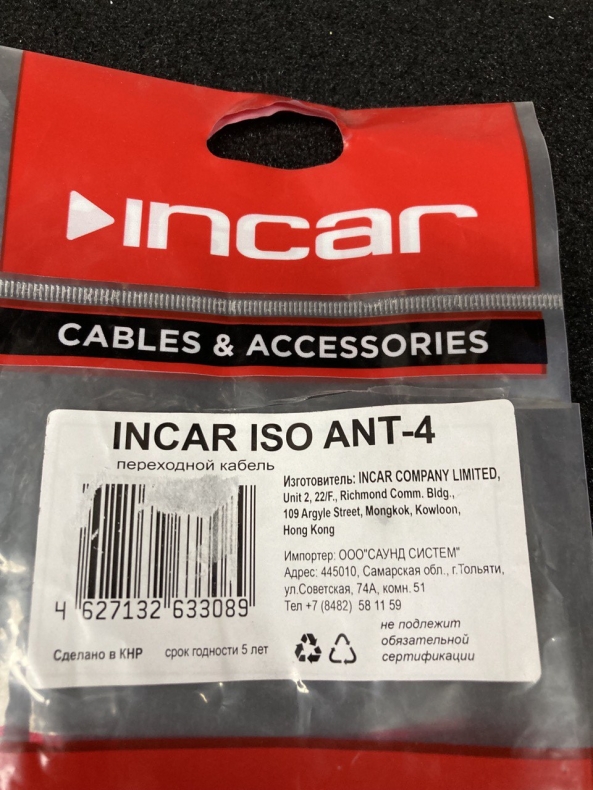 incar
CABLES & ACCESSORIES
INCAR ISO ANT-4
переходной кабель
Изготовитель: INCAR COMPANY LIMITED,
Unit 2, 22/F., Richmond Comm. Bldg.,
109 Argyle Street, Mongkok, Kowloon,
Hong Kong
Импортер: ООО"САУНД СИСТЕМ"
Адрес: 445010, Самарская обл., г.Тольяти,
ул.Советская, 74А, комн. 51
Тел +7 (8482) 58 11 59
4 627132 633089
не подлежит
обязательной
сертификации
Сделано в КНР срок годности 5 лет